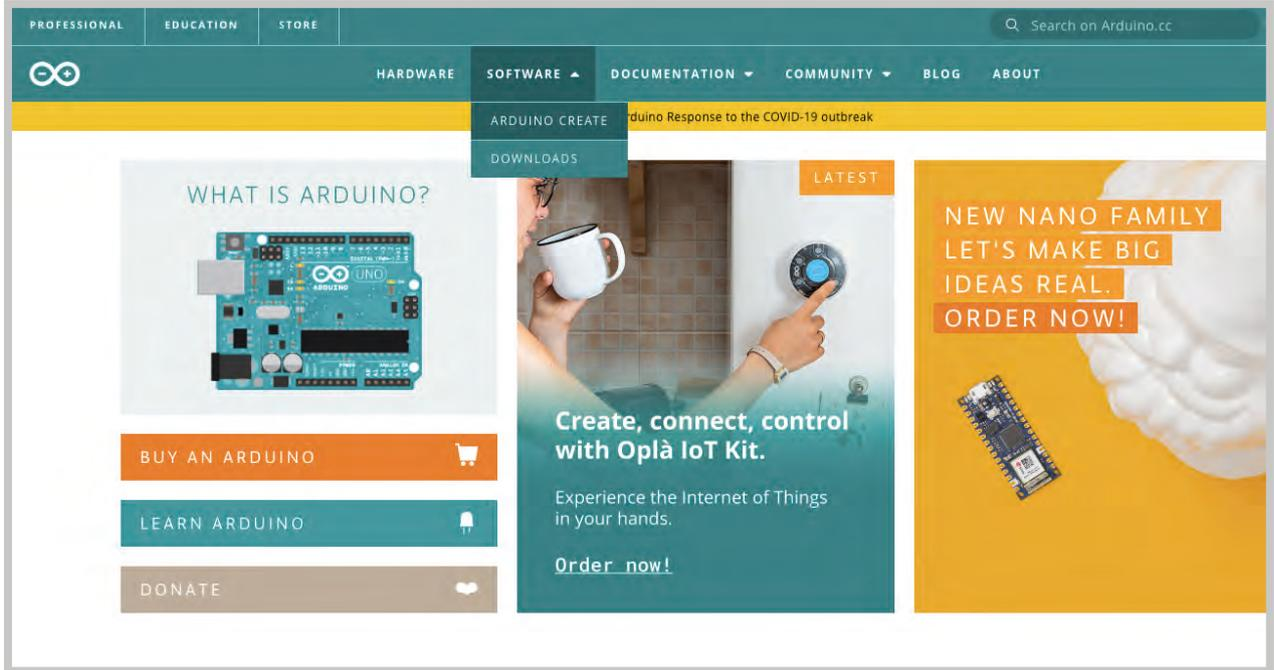 PROFESSIONAL
EDUCATION
STORE
Search on Arduino.cc
HARDWARE
SOFTWARE
DOCUMENTATION
COMMUNITY
BLOG
ABOUT
ARDUINO CREATE
DOWNLOADS
rduino Response to the COVID-19 outbreak
WHAT IS ARDUINO?
UNO
ARDUINO
BUY AN ARDUINO
LEARN ARDUINO
DONATE
LATEST
Create, connect, control
with Oplà IoT Kit.
Experience the Internet of Things
in your hands.
Order now!
NEW NANO FAMILY
LET'S MAKE BIG
IDEAS REAL.
ORDER NOW!